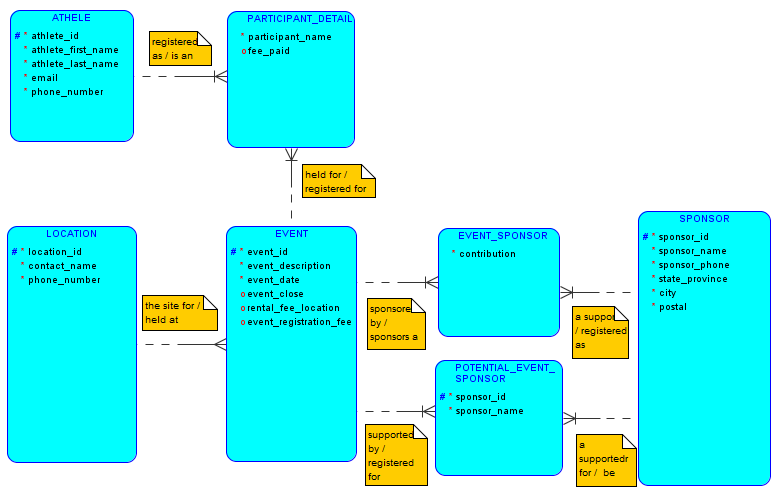 ATHELE
# * athlete_id
* athlete_first_name
* athlete_last_name
* email
* phone_number
registered
as / is an
PARTICIPANT_DETAIL
* participant_name
o fee_paid
held for /
registered for
LOCATION
# * location_id
* contact_name
* phone_number
the site for /
held at
EVENT
# * event_id
* event_description
* event_date
o event_close
o rental_fee_location
o event_registration_fee
sponsore
by /
sponsors a
EVENT_SPONSOR
* contribution
a suppor
/ registered
as
SPONSOR
# * sponsor_id
* sponsor_name
* sponsor_phone
* state_province
* city
* postal
supported
by /
registered
for
POTENTIAL_EVENT_
SPONSOR
# * sponsor_id
* sponsor_name
a
supportedr
for / be